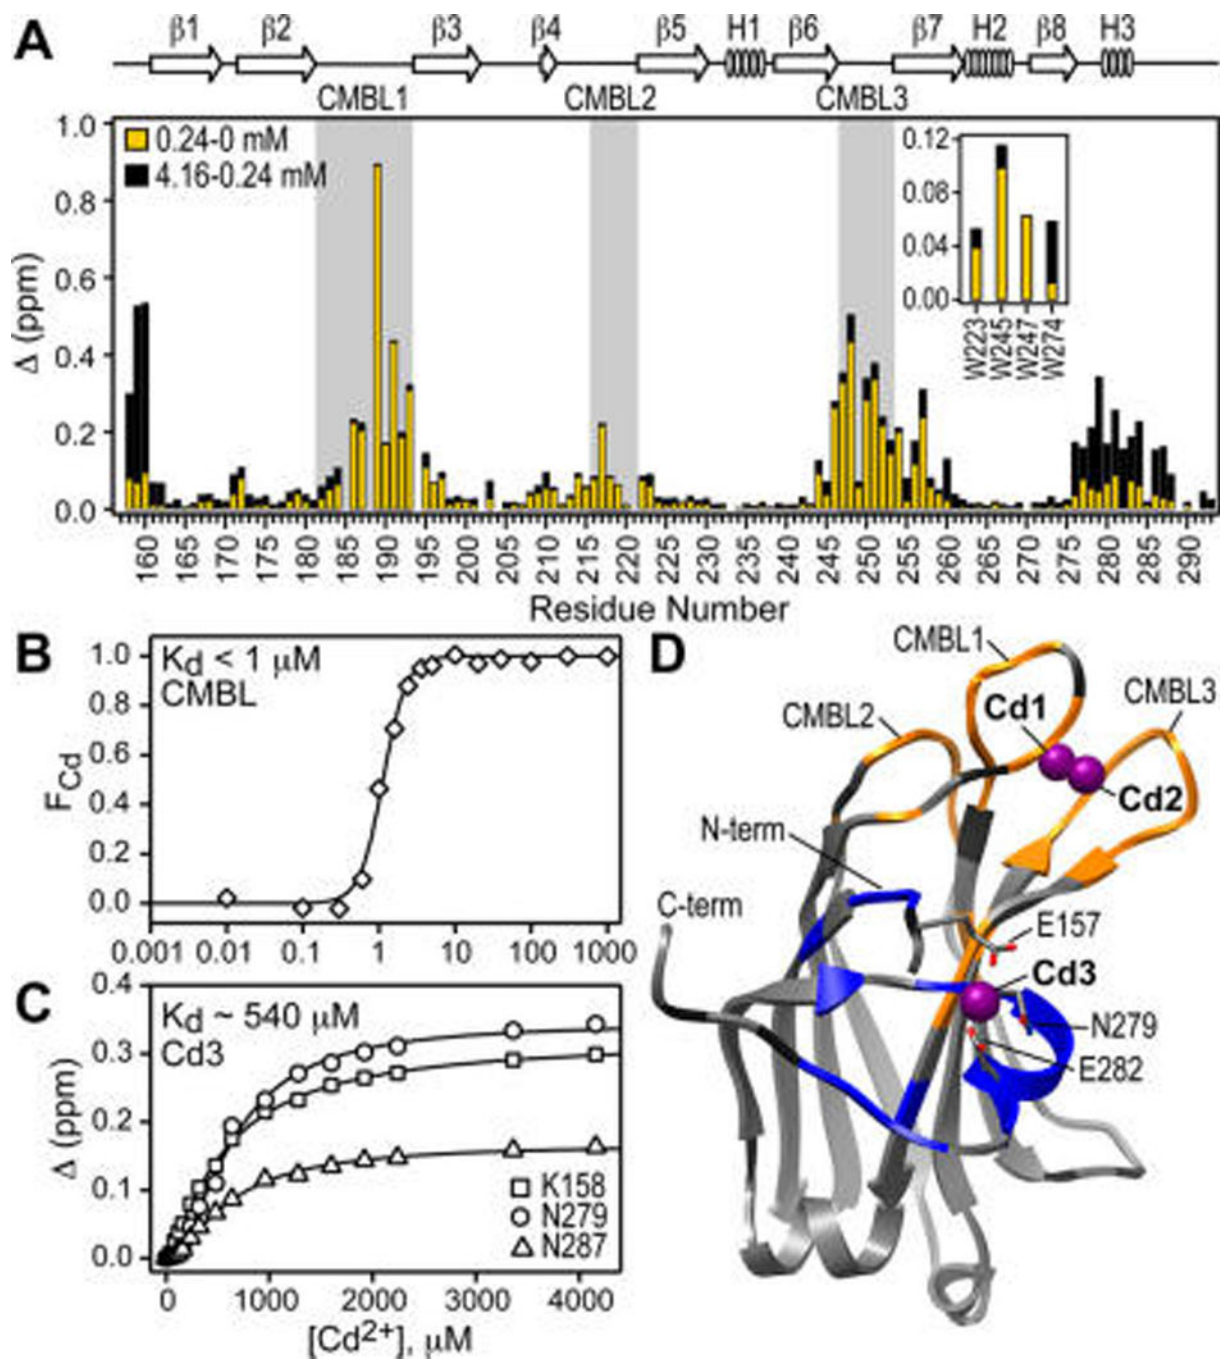 A
β1 β2 β3 β4 β5 H1 β6 β7 H2 β8 H3
CMBL1 CMBL2 CMBL3
0.24-0 mM
4.16-0.24 mM
Δ (ppm)
1.0
0.8
0.6
0.4
0.2
0.0
0.12
0.08
0.04
0.00
W223 W245 W247 W274
160 165 170 175 180 185 190 195 200 205 210 215 220 225 230 235 240 245 250 255 260 265 270 275 280 285 290
Residue Number
B
Kd < 1 μM
CMBL
FCd
1.0
0.8
0.6
0.4
0.2
0.0
0.001 0.01 0.1 1 10 100 1000
C
Kd ~ 540 μM
Cd3
Δ (ppm)
0.4
0.3
0.2
0.1
0.0
K158
N279
N287
0 1000 2000 3000 4000
[Cd2+], μM
D
CMBL1
CMBL2
CMBL3
Cd1
Cd2
N-term
C-term
E157
Cd3
N279
E282